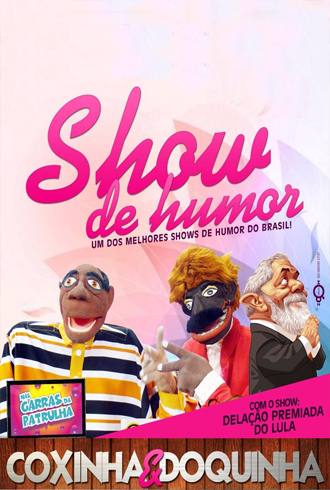 Show
de humor
UM DOS MELHORES SHOWS DE HUMOR DO BRASIL!
NAS
GARRAS DA
PATRULHA
COM O SHOW:
DELAÇÃO PREMIADA
DO LULA
COXINHA&DOQUINHA